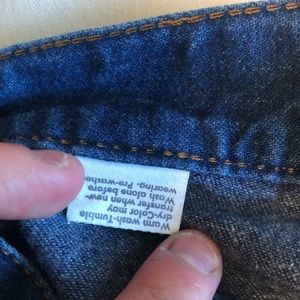 Warm wash-Tumble
dry-Color may
transfer when new-
Wash alone before
wearing. Pre-washed